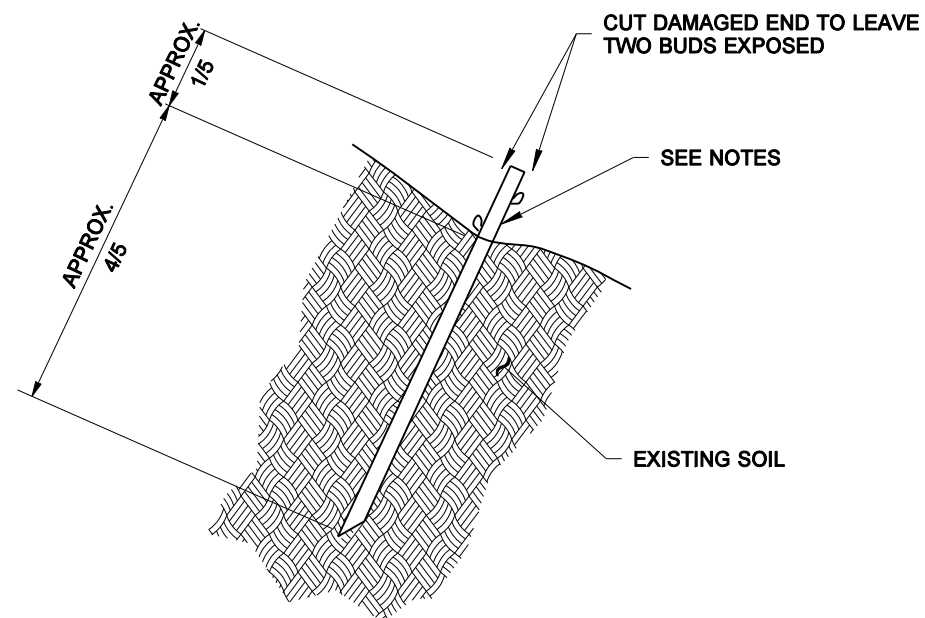 CUT DAMAGED END TO LEAVE
TWO BUDS EXPOSED
APPROX.
1/5
SEE NOTES
APPROX.
4/5
EXISTING SOIL